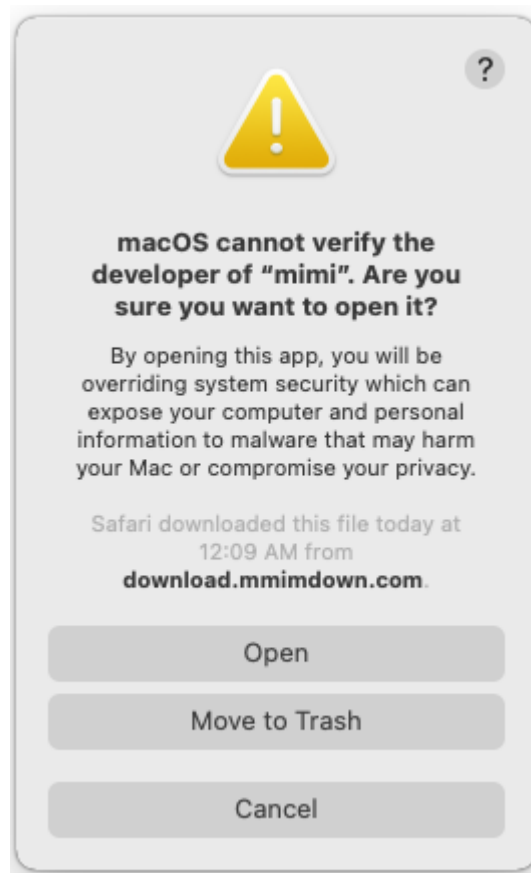 ?
macOS cannot verify the
developer of “mimi”. Are you
sure you want to open it?
By opening this app, you will be
overriding system security which can
expose your computer and personal
information to malware that may harm
your Mac or compromise your privacy.
Safari downloaded this file today at
12:09 AM from
download.mmimdown.com.
Open
Move to Trash
Cancel